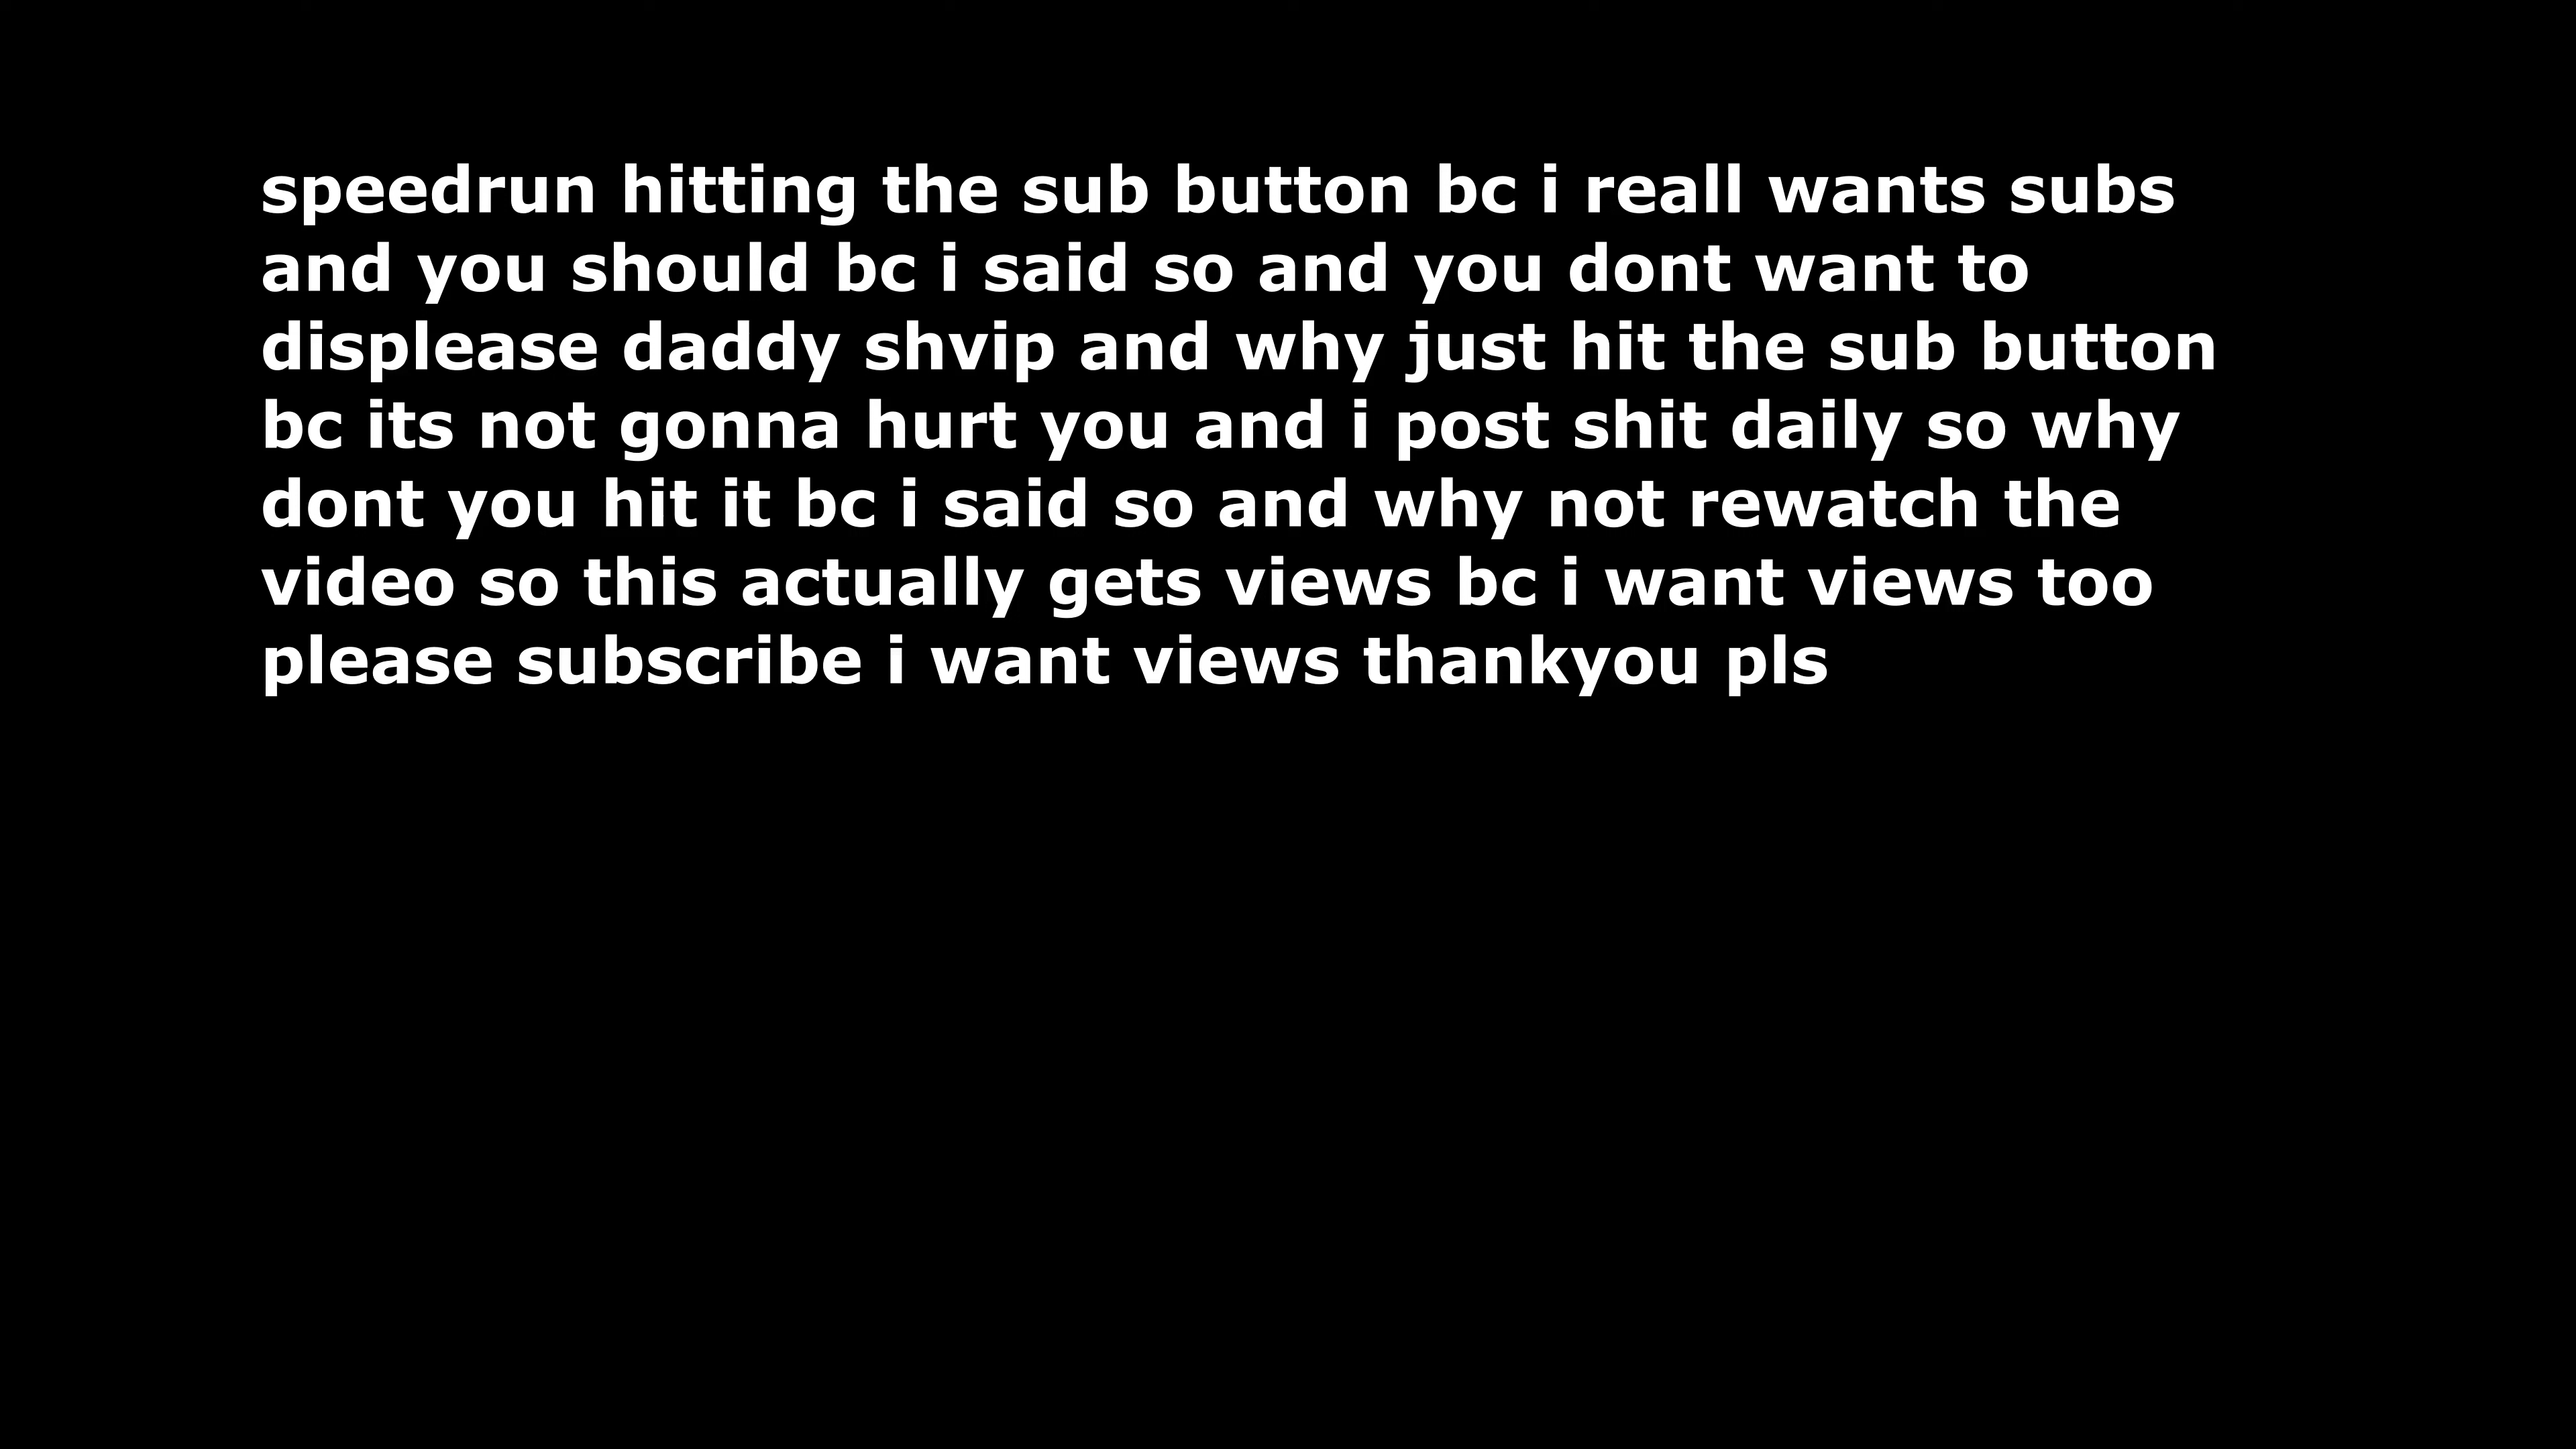 speedrun hitting the sub button bc i reall wants subs
and you should bc i said so and you dont want to
displease daddy shvip and why just hit the sub button
bc its not gonna hurt you and i post shit daily so why
dont you hit it bc i said so and why not rewatch the
video so this actually gets views bc i want views too
please subscribe i want views thankyou pls